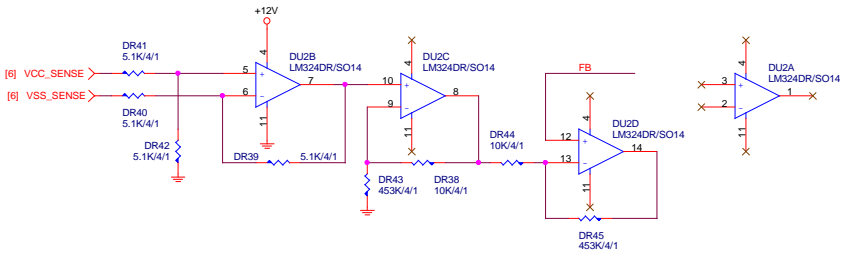 +12V
DR41
5.1K/4/1
[6] VCC_SENSE
[6] VSS_SENSE
DR40
5.1K/4/1
DR42
5.1K/4/1
DU2B
LM324DR/SO14
4
5
6
7
11
+
−
DR39
5.1K/4/1
DU2C
LM324DR/SO14
4
10
9
8
11
+
−
DR43
453K/4/1
DR38
10K/4/1
DR44
10K/4/1
FB
DU2D
LM324DR/SO14
4
12
13
14
11
+
−
DR45
453K/4/1
DU2A
LM324DR/SO14
4
3
2
1
11
+
−